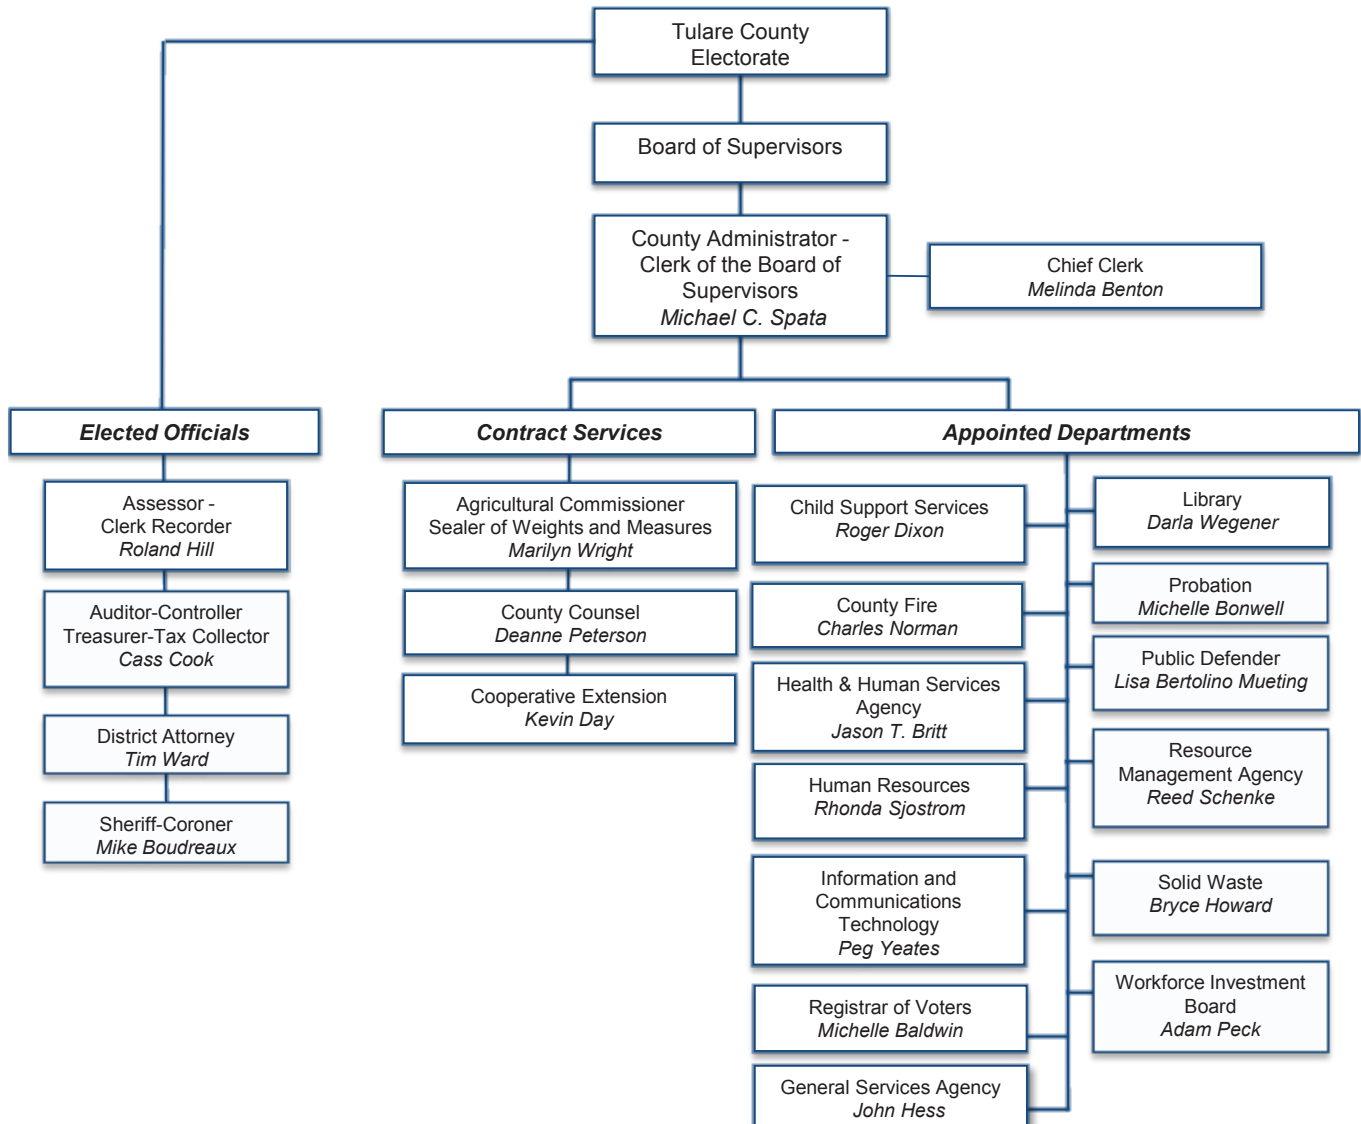 Tulare County
Electorate
Board of Supervisors
County Administrator -
Clerk of the Board of
Supervisors
Michael C. Spata
Chief Clerk
Melinda Benton
Elected Officials
Assessor -
Clerk Recorder
Roland Hill
Auditor-Controller
Treasurer-Tax Collector
Cass Cook
District Attorney
Tim Ward
Sheriff-Coroner
Mike Boudreaux
Contract Services
Agricultural Commissioner
Sealer of Weights and Measures
Marilyn Wright
County Counsel
Deanne Peterson
Cooperative Extension
Kevin Day
Appointed Departments
Child Support Services
Roger Dixon
County Fire
Charles Norman
Health & Human Services
Agency
Jason T. Britt
Human Resources
Rhonda Sjostrom
Information and
Communications
Technology
Peg Yeates
Registrar of Voters
Michelle Baldwin
General Services Agency
John Hess
Library
Darla Wegener
Probation
Michelle Bonwell
Public Defender
Lisa Bertolino Mueting
Resource
Management Agency
Reed Schenke
Solid Waste
Bryce Howard
Workforce Investment
Board
Adam Peck